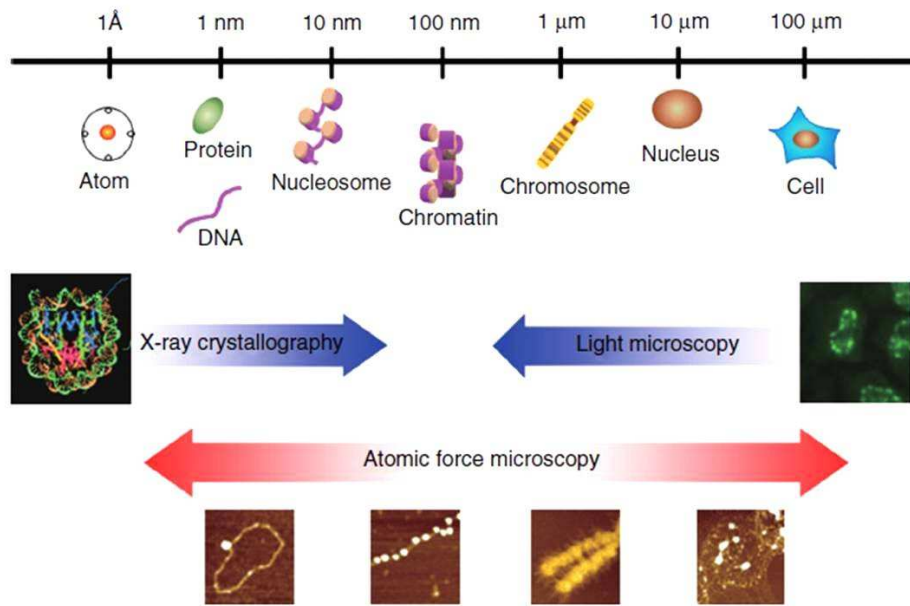 1Å 1 nm 10 nm 100 nm 1 μm 10 μm 100 μm
Atom
Protein
DNA
Nucleosome
Chromatin
Chromosome
Nucleus
Cell
X-ray crystallography
Light microscopy
Atomic force microscopy